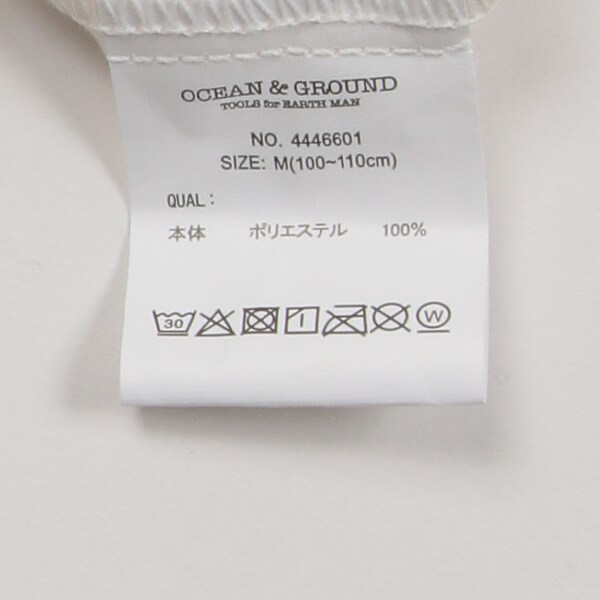 OCEAN & GROUND
TOOLS for EARTH MAN
NO. 4446601
SIZE: M(100~110cm)
QUAL:
本体 ポリエステル 100%
30 W